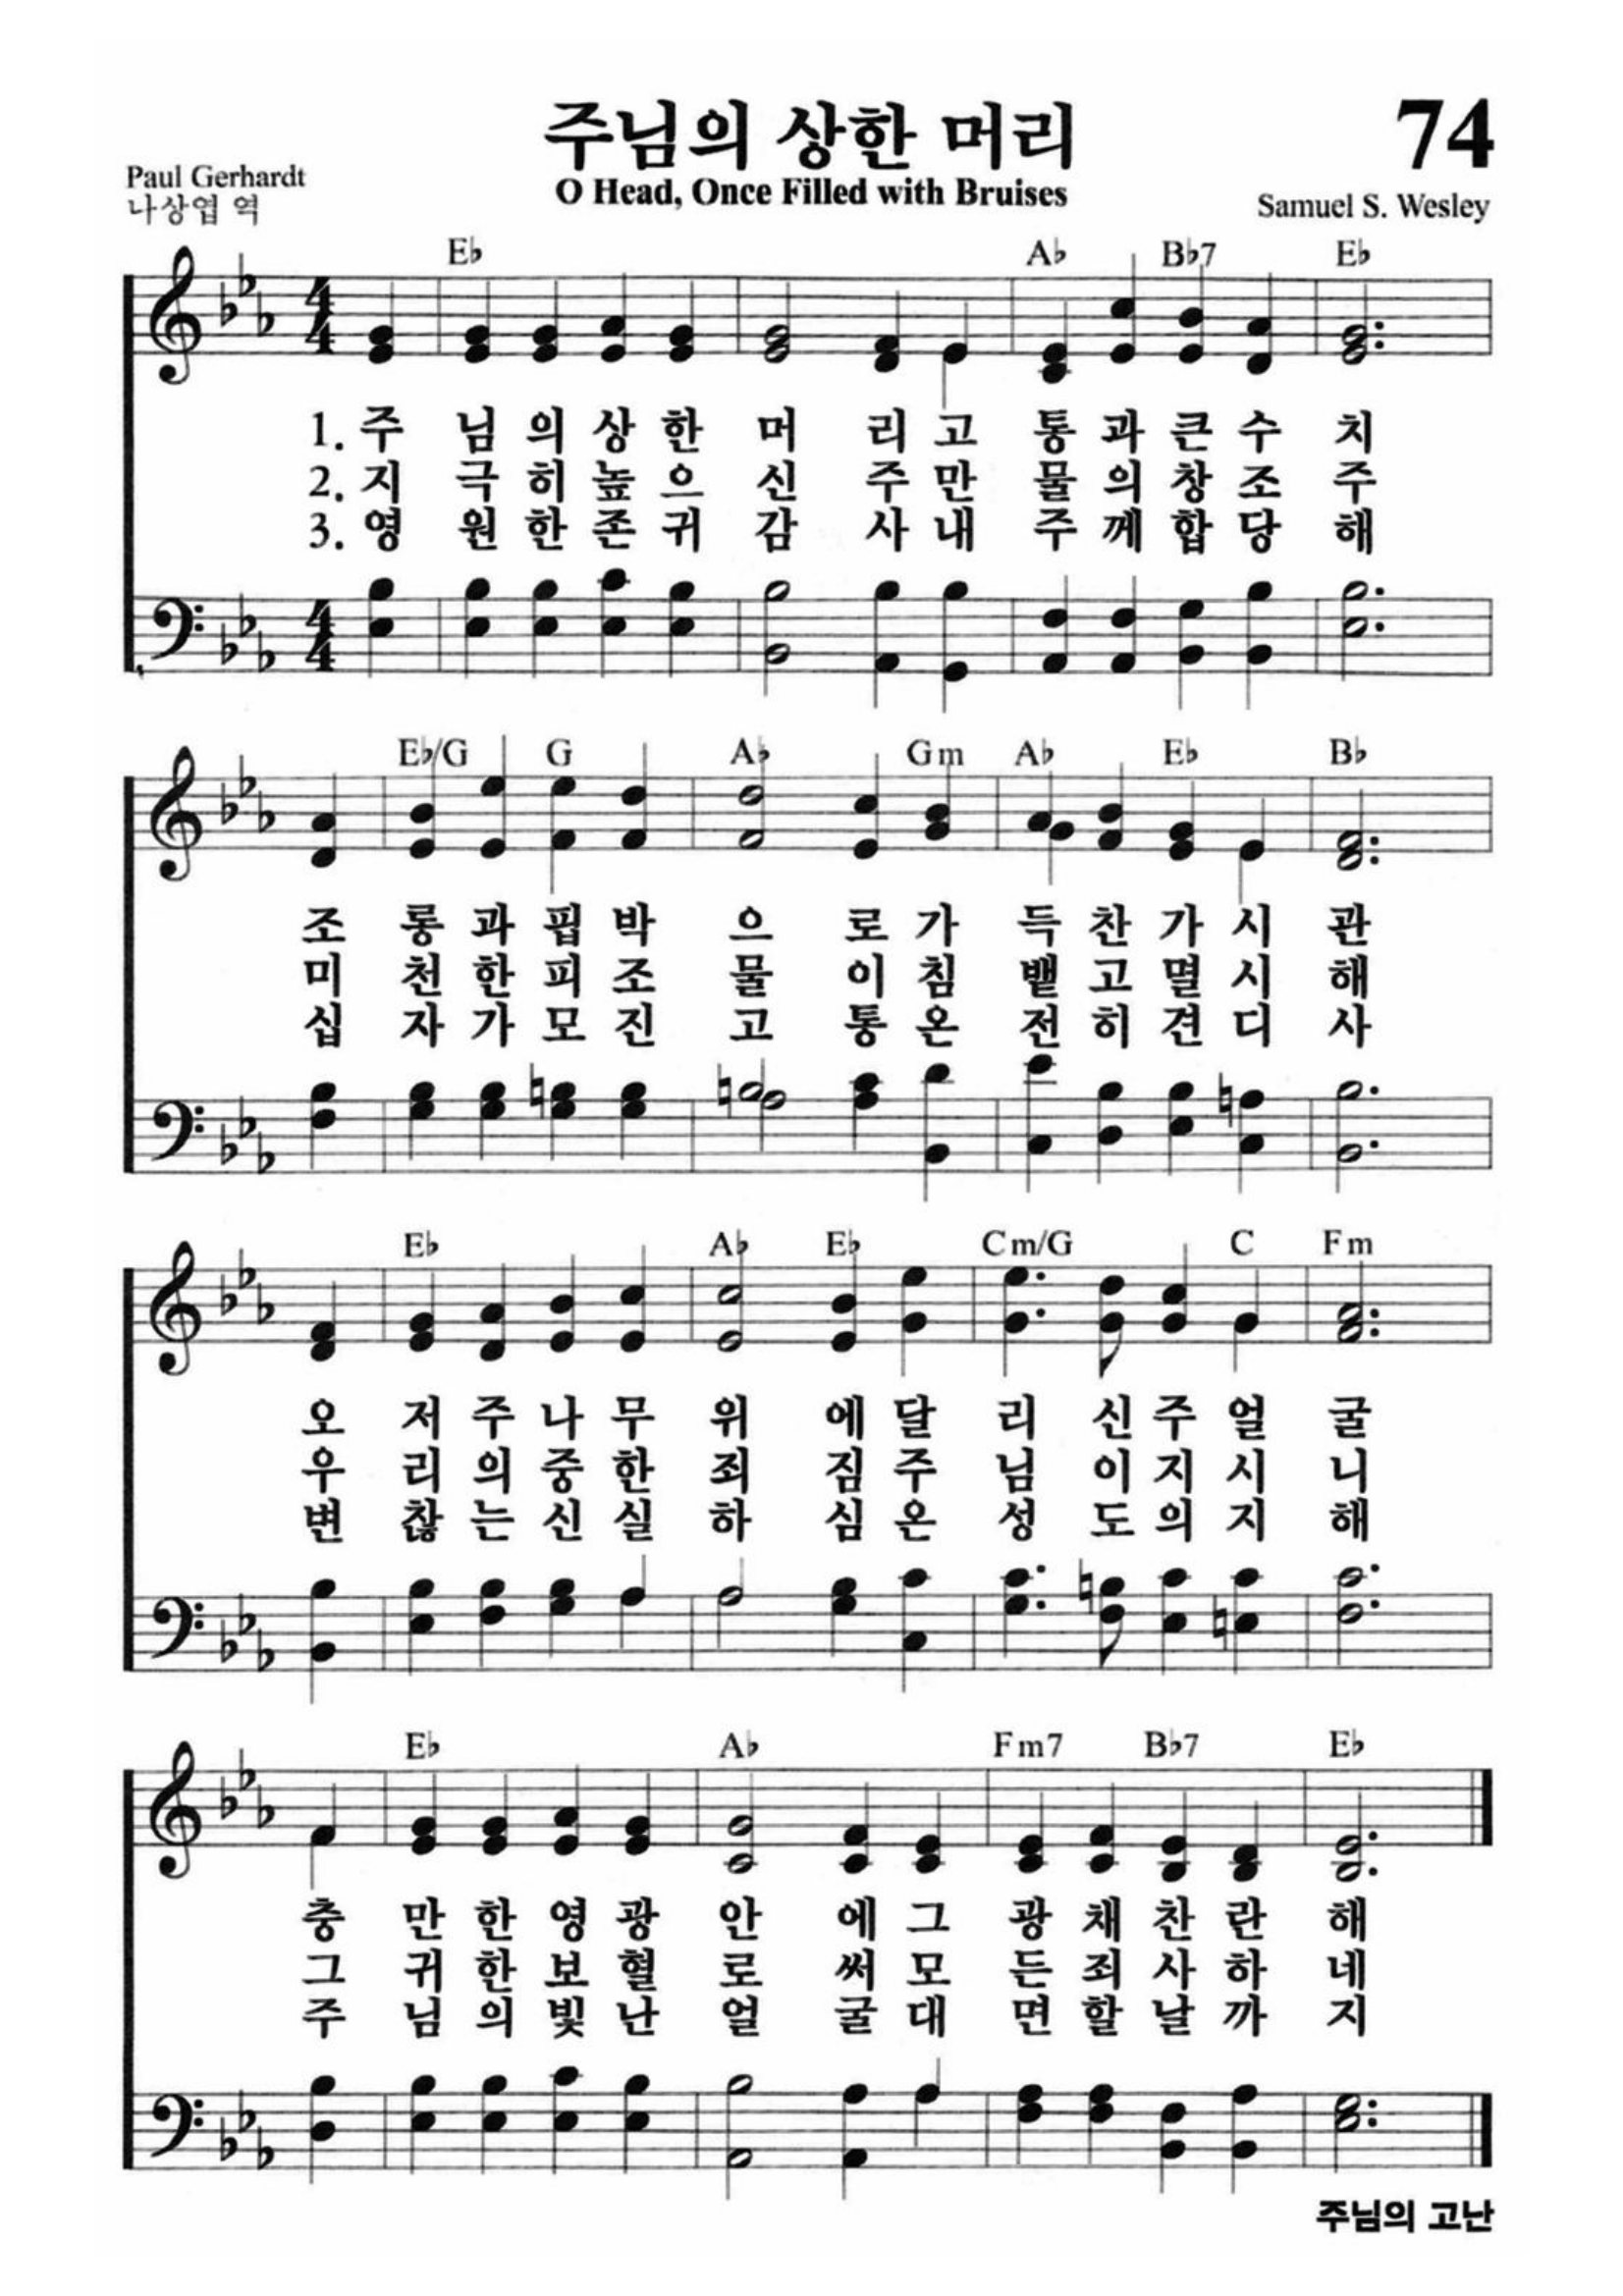 주님의 상한 머리
74
O Head, Once Filled with Bruises
Paul Gerhardt
나상엽 역
Samuel S. Wesley
E♭ A♭ B♭7 E♭
1. 주 님 의 상 한 머 리 고 통 과 큰 수 치
2. 지 극 히 높 으 신 주 만 물 의 창 조 주
3. 영 원 한 존 귀 감 사 내 주 께 합 당 해
E♭/G G A♭ Gm A♭ E♭ B♭
조 롱 과 핍 박 으 로 가 득 찬 가 시 관
미 천 한 피 조 물 이 침 뱉 고 멸 시 해
십 자 가 모 진 고 통 온 전 히 견 디 사
E♭ A♭ E♭ Cm/G C Fm
오 저 주 나 무 위 에 달 리 신 주 얼 굴
우 리 의 중 한 죄 짐 주 님 이 지 시 니
변 찮 는 신 실 하 심 온 성 도 의 지 해
E♭ A♭ Fm7 B♭7 E♭
충 만 한 영 광 안 에 그 광 채 찬 란 해
그 귀 한 보 혈 로 써 모 든 죄 사 하 네
주 님 의 빛 난 얼 굴 대 면 할 날 까 지
주님의 고난